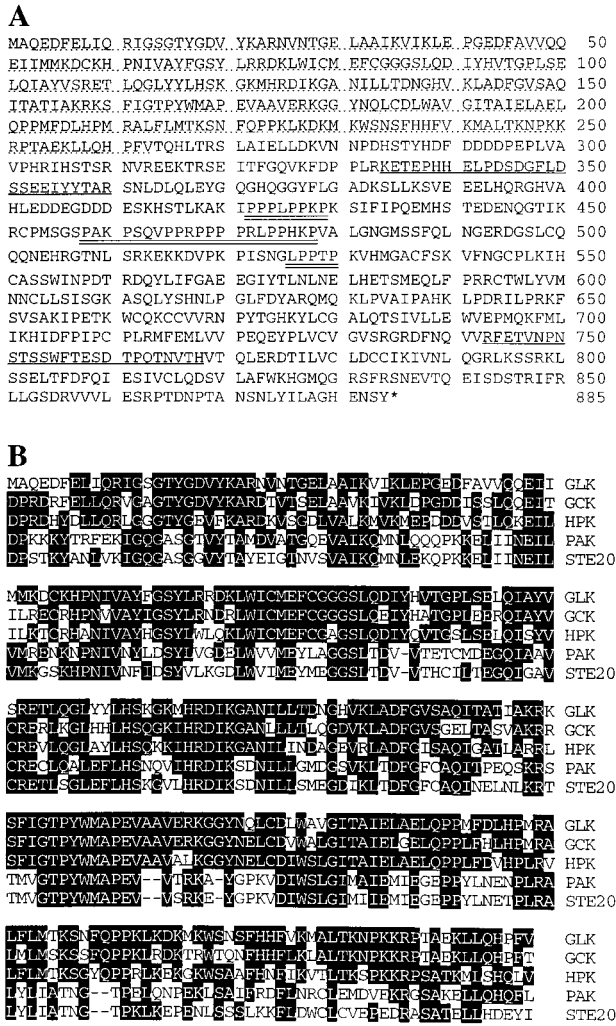 A
MAQEDFELIQ RIGSGTYGDV YKARNVNTGE LAAIKVIKLE PGEDFAVVQQ 50
EIIMMKDCKH PNIVAYFGSY LRRDKLWICM EFCGGGSLQD IYHVTGPLSE 100
LQIAYVSRET LQGLYYLHSK GKMHRDIKGA NILLTDNGHV KLADFGVSAQ 150
ITATIAKRKS FIGTPYWMAP EVAAVERKGG YNQLCDLWAV GITAIELAEL 200
QPPMFDLHPM RALFLMTKSN FQPPKLKDKM KWSNSFHHFV KMALTKNPKK 250
RPTAEKLLQH PFVTQHLTRS LAIELLDKVN NPDHSTYHDF DDDDPEPLVA 300
VPHRIHSTSR NVREEKTRSE ITFGQVKFDP PLRKETEPHH ELPDSDGFLD 350
SSEEIYYTAR SNLDLQLEYG QGHQGGYFLG ADKSLLKSVE EELHQRGHVA 400
HLEDDEGDDD ESKHSTLKAK IPPPLPPKPK SIFIPQEMHS TEDENQGTIK 450
RCPMSGSPAK PSQVPPRPPP PRLPPHKPVA LGNGMSSFQL NGERDGSLCQ 500
QQNEHRGTNL SRKEKKDVPK PISNGLPPTP KVHMGACFSK VFNGCPLKIH 550
CASSWINPDT RDQYLIFGAE EGIYTLNLNE LHETSMEQLF PRRCTWLYVM 600
NNCLLSISGK ASQLYSHNLP GLFDYARQMQ KLPVAIPAHK LPDRILPRKF 650
SVSAKIPETK WCQKCCVVRN PYTGHKYLCG ALQTSIVLLE WVEPMQKFML 700
IKHIDFPIPC PLRMFEMLVV PEQEYPLVCV GVSRGRDFNQ VVRFETVNPN 750
STSSWFTESD TPQTNVTHVT QLERDTILVC LDCCIKIVNL QGRLKSSRKL 800
SSELTFDFQI ESIVCLQDSV LAFWKHGMQG RSFRSNEVTQ EISDSTRIFR 850
LLGSDRVVVL ESRPTDNPTA NSNLYILAGH ENSY* 885
B
MAQEDFELIQRIGSGTYGDVYKARNVNTGELAAIKVIKLEPGEDFAVVQQEII GLK
DPRDRFELLQRVGAGTYGDVYKARDTVTSELAAVKIVKLDPGDDISSLQQEIT GCK
DPRDHYDLLQRLGGGTYGEVFKARDKVSGDLVALKMVKMEPDDDVSTLQKEIL HPK
DPKKKYTRFEKIGQGASGTVYTAMDVATGQEVAIKQMNLQQQPKKELIINEIL PAK
DPSTKYANLVKIGQGASGGVYTAYEIGTNVSVAIKQMNLEKQPKKELIINEIL STE20
MMKDCKHPNIVAYFGSYLRRDKLWICMEFCGGGSLQDIYHVTGPLSELQIAYV GLK
ILRECRHPNVVAYIGSYLRNDRLWICMEFCGGGSLQEIYHATGPLEERQIAYV GCK
ILKTCRHANIVAYHGSYLWLQKLWICMEFCGAGSLQDIYQVTGSLSELQISYV HPK
VMRENKNPNIVNYLDSYLVGDELWVVMEYLAGGSLTDV-VTETCMDEGQIAAV PAK
VMKGSKHPNIVNFIDSYVLKGDLWVIMEYMEGGSLTDV-VTHCILTEGQIGAV STE20
SRETLQGLYYLHSKGKMHRDIKGANILLTDNGHVKLADFGVSAQITATIAKRK GLK
CRERLKGLHHLHSQGKIHRDIKGANLLLTLQGDVKLADFGVSGELTASVAKRR GCK
CREVLQGLAYLHSQKKIHRDIKGANILINDAGEVRLADFGISAQIGATLARRL HPK
CRECLQALEFLHSNQVIHRDIKSDNILLGMDGSVKLTDFGFCAQITPEQSKRS PAK
CRETLSGLEFLHSKGVLHRDIKSDNILLSMEGDIKLTDFGFCAQINELNLKRT STE20
SFIGTPYWMAPEVAAVERKGGYNQLCDLWAVGITAIELAELQPPMFDLHPMRA GLK
SFIGTPYWMAPEVAAVERKGGYNELCDVWALGITAIELGELQPPLFHLHPMRA GCK
SFIGTPYWMAPEVAAVALKGGYNELCDIWSLGITAIELAELQPPLFDVHPLRV HPK
TMVGTPYWMAPEV--VTRKA-YGPKVDIWSLGIMAIEMIEGEPPYLNENPLRA PAK
TMVGTPYWMAPEV--VSRKE-YGPKVDIWSLGIMIIEMIEGEPPYLNETPLRA STE20
LFLMTKSNFQPPKLKDKMKWSNSFHHFVKMALTKNPKKRPTAEKLLQHPFV GLK
LMLMSKSSFQPPKLRDKTRWTQNFHHFLKLALTKNPKKRPTAEKLLQHPFT GCK
LFLMTKSGYQPPRLKEKGKWSAAFHNFIKVTLTKSPKKRPSATKMLSHQLV HPK
LYLIATNG--TPELQNPEKLSAIFRDFLNRCLEMDVEKRGSAKELLQHQFL PAK
LYLIATNG--TPKLKEPENLSSSLKKFLDWCLCVEPEDRASATELLHDEYI STE20